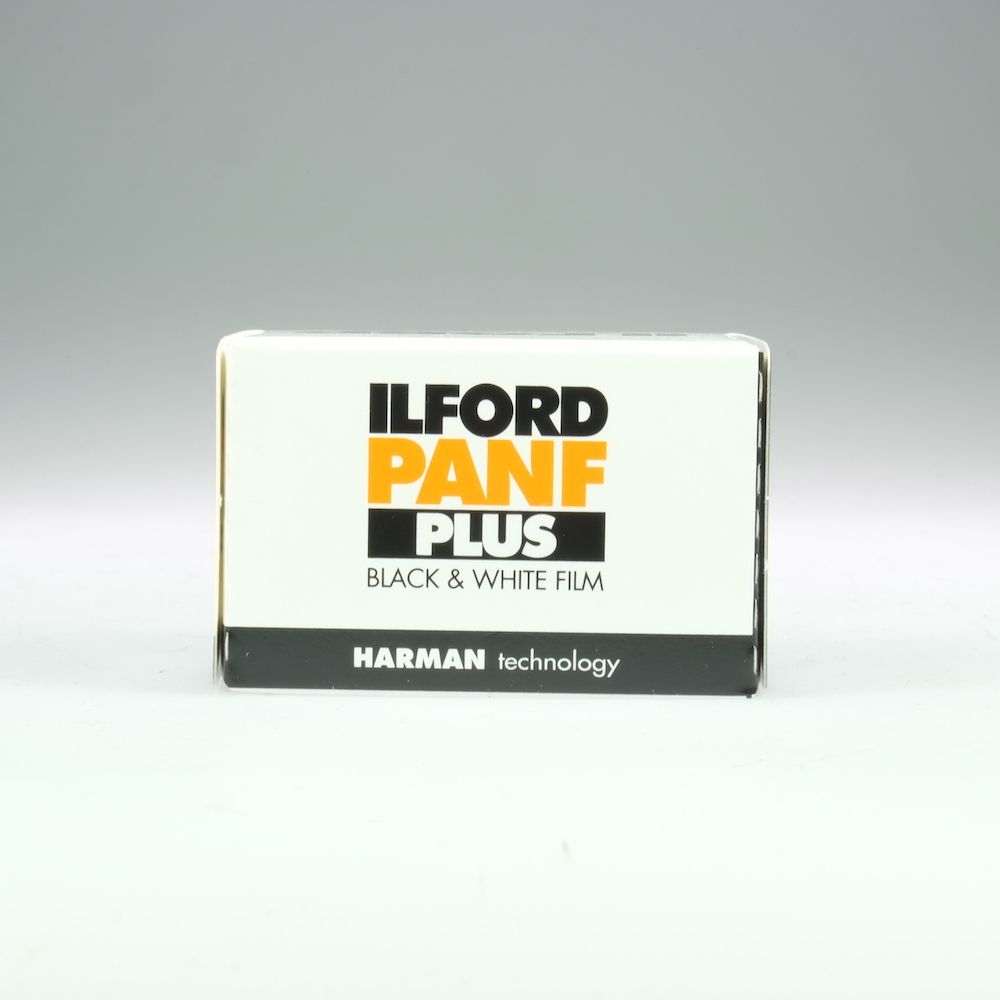 ILFORD
PANF
PLUS
BLACK & WHITE FILM
HARMAN technology